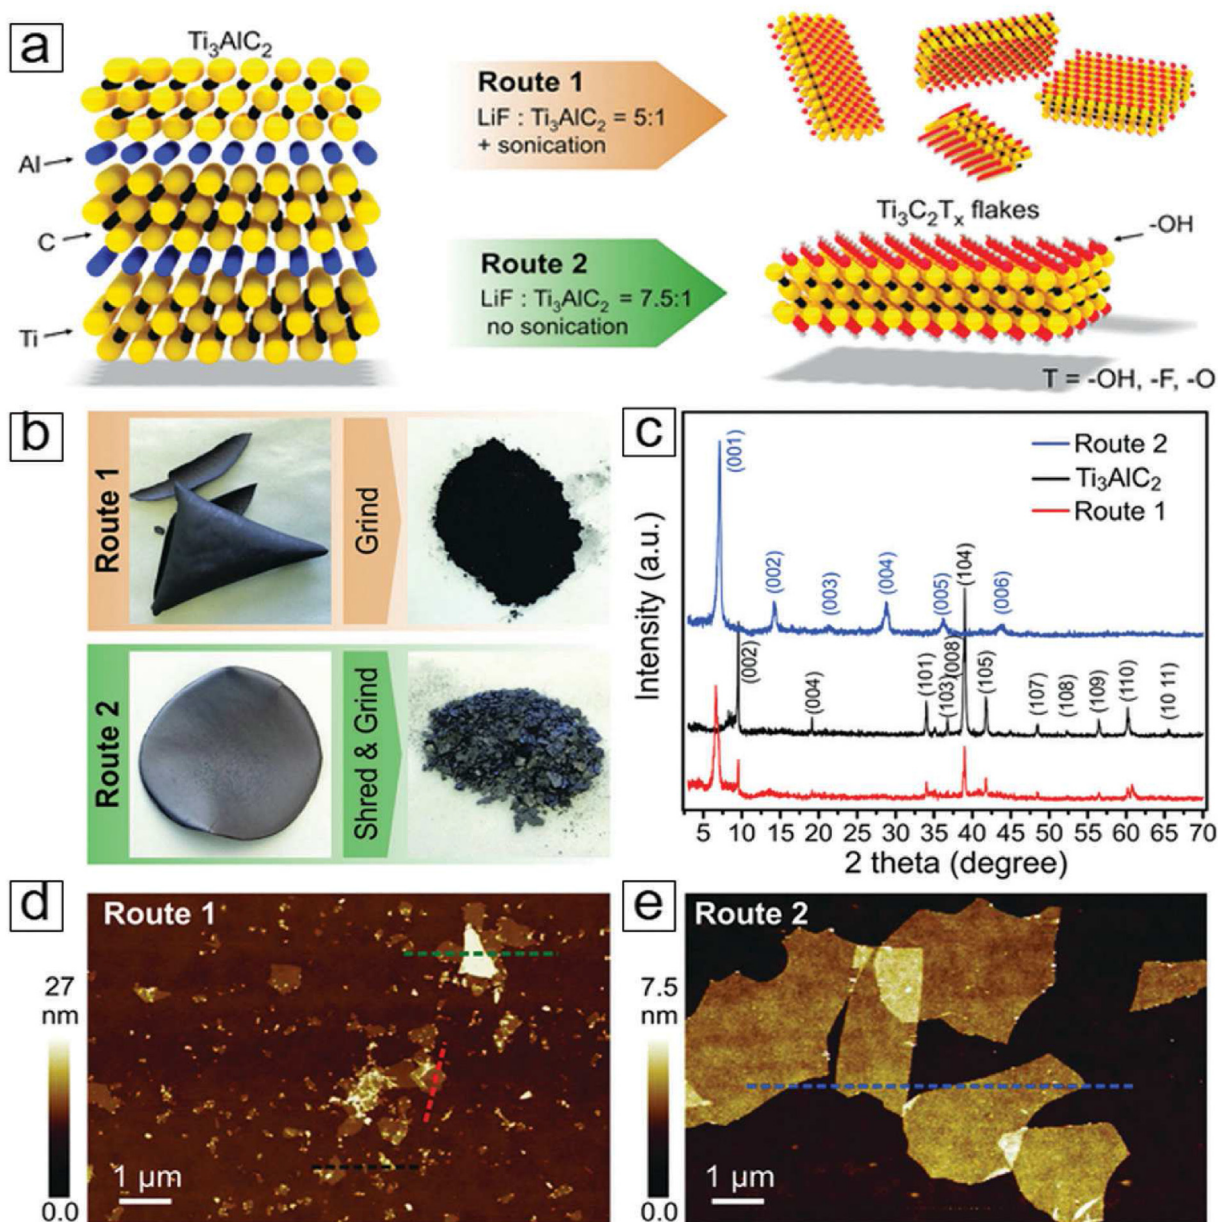 a
Ti₃AlC₂
Al
C
Ti
Route 1
LiF : Ti₃AlC₂ = 5:1
+ sonication
Route 2
LiF : Ti₃AlC₂ = 7.5:1
no sonication
Ti₃C₂Tₓ flakes
-OH
T = -OH, -F, -O
b
Route 1
Grind
Route 2
Shred & Grind
c
Intensity (a.u.)
Route 2
Ti₃AlC₂
Route 1
(001)
(002)
(003)
(004)
(005)
(006)
(002)
(004)
(101)
(103)
(008)
(104)
(105)
(107)
(108)
(109)
(110)
(10 11)
5 10 15 20 25 30 35 40 45 50 55 60 65 70
2 theta (degree)
d
Route 1
27
nm
0.0
1 μm
e
Route 2
7.5
nm
0.0
1 μm